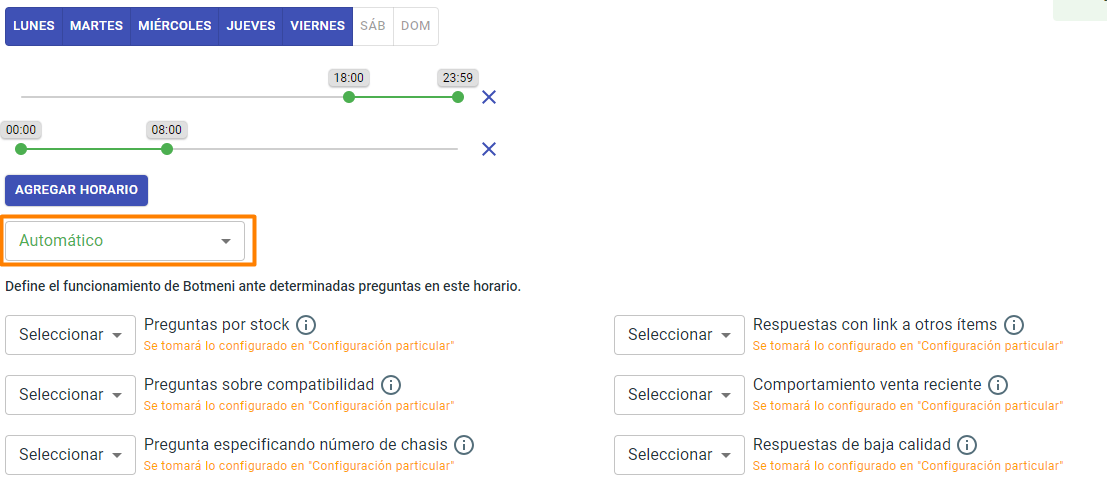 LUNES MARTES MIÉRCOLES JUEVES VIERNES SÁB DOM
18:00 23:59
00:00 08:00
AGREGAR HORARIO
Automático
Define el funcionamiento de Botmeni ante determinadas preguntas en este horario.
Seleccionar Preguntas por stock
Se tomará lo configurado en "Configuración particular"
Seleccionar Respuestas con link a otros ítems
Se tomará lo configurado en "Configuración particular"
Seleccionar Preguntas sobre compatibilidad
Se tomará lo configurado en "Configuración particular"
Seleccionar Comportamiento venta reciente
Se tomará lo configurado en "Configuración particular"
Seleccionar Pregunta especificando número de chasis
Se tomará lo configurado en "Configuración particular"
Seleccionar Respuestas de baja calidad
Se tomará lo configurado en "Configuración particular"